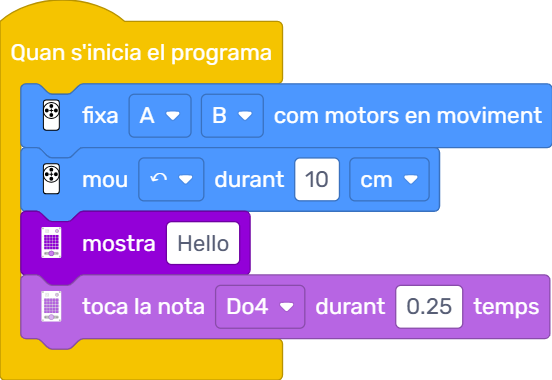 Quan s'inicia el programa
fixa A B com motors en moviment
mou durant 10 cm
mostra Hello
toca la nota Do4 durant 0.25 temps